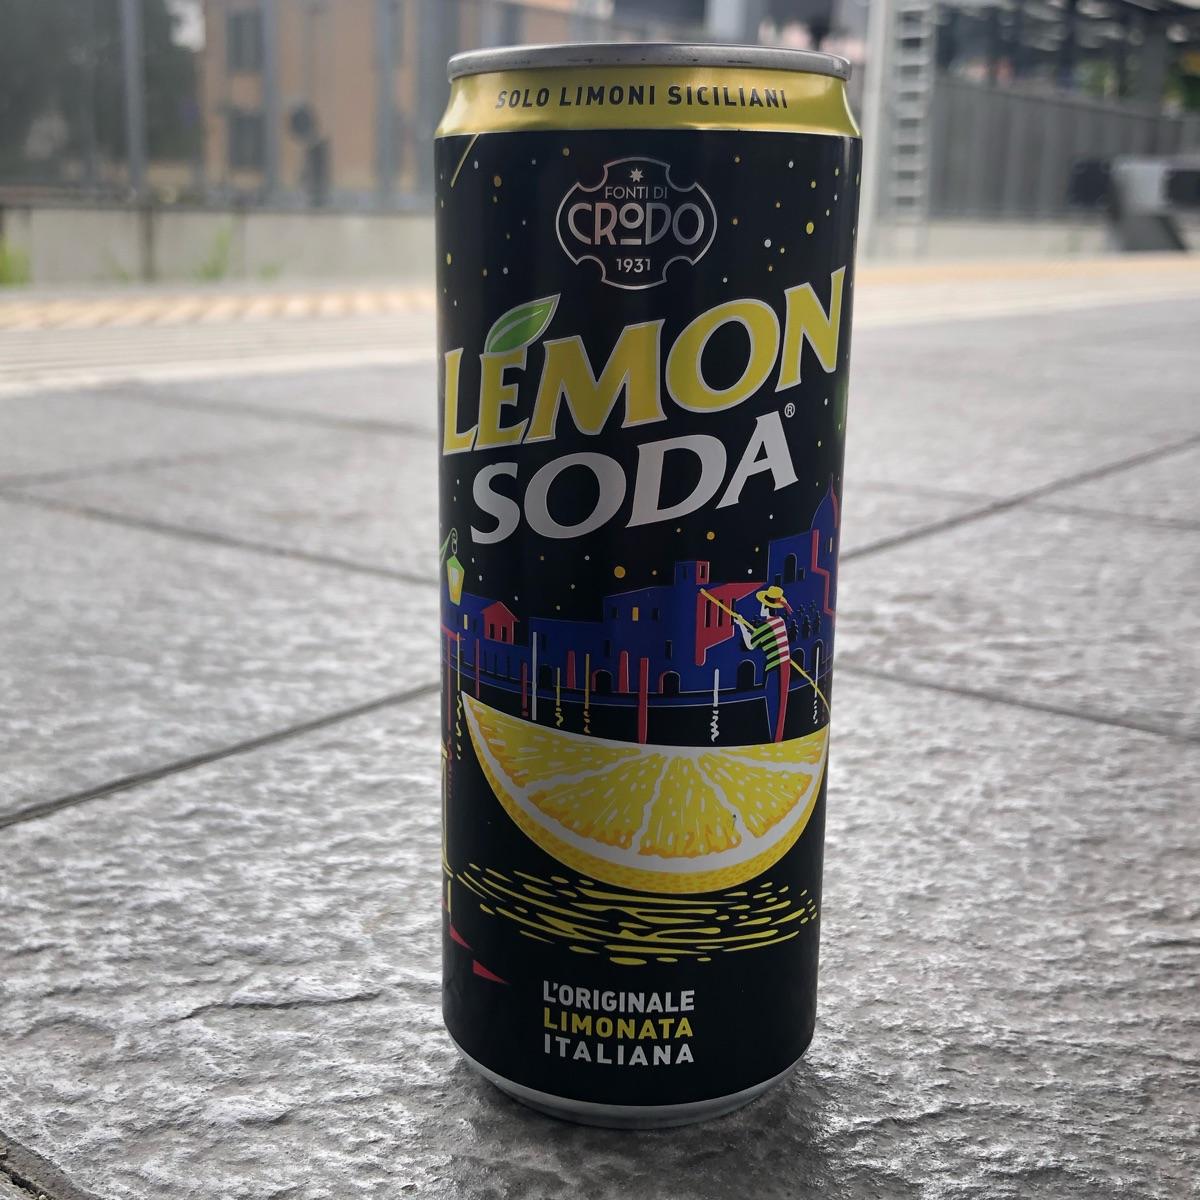 SOLO LIMONI SICILIANI
FONTI DI
CRODO
1931
LEMON
SODA®
L'ORIGINALE
LIMONATA
ITALIANA